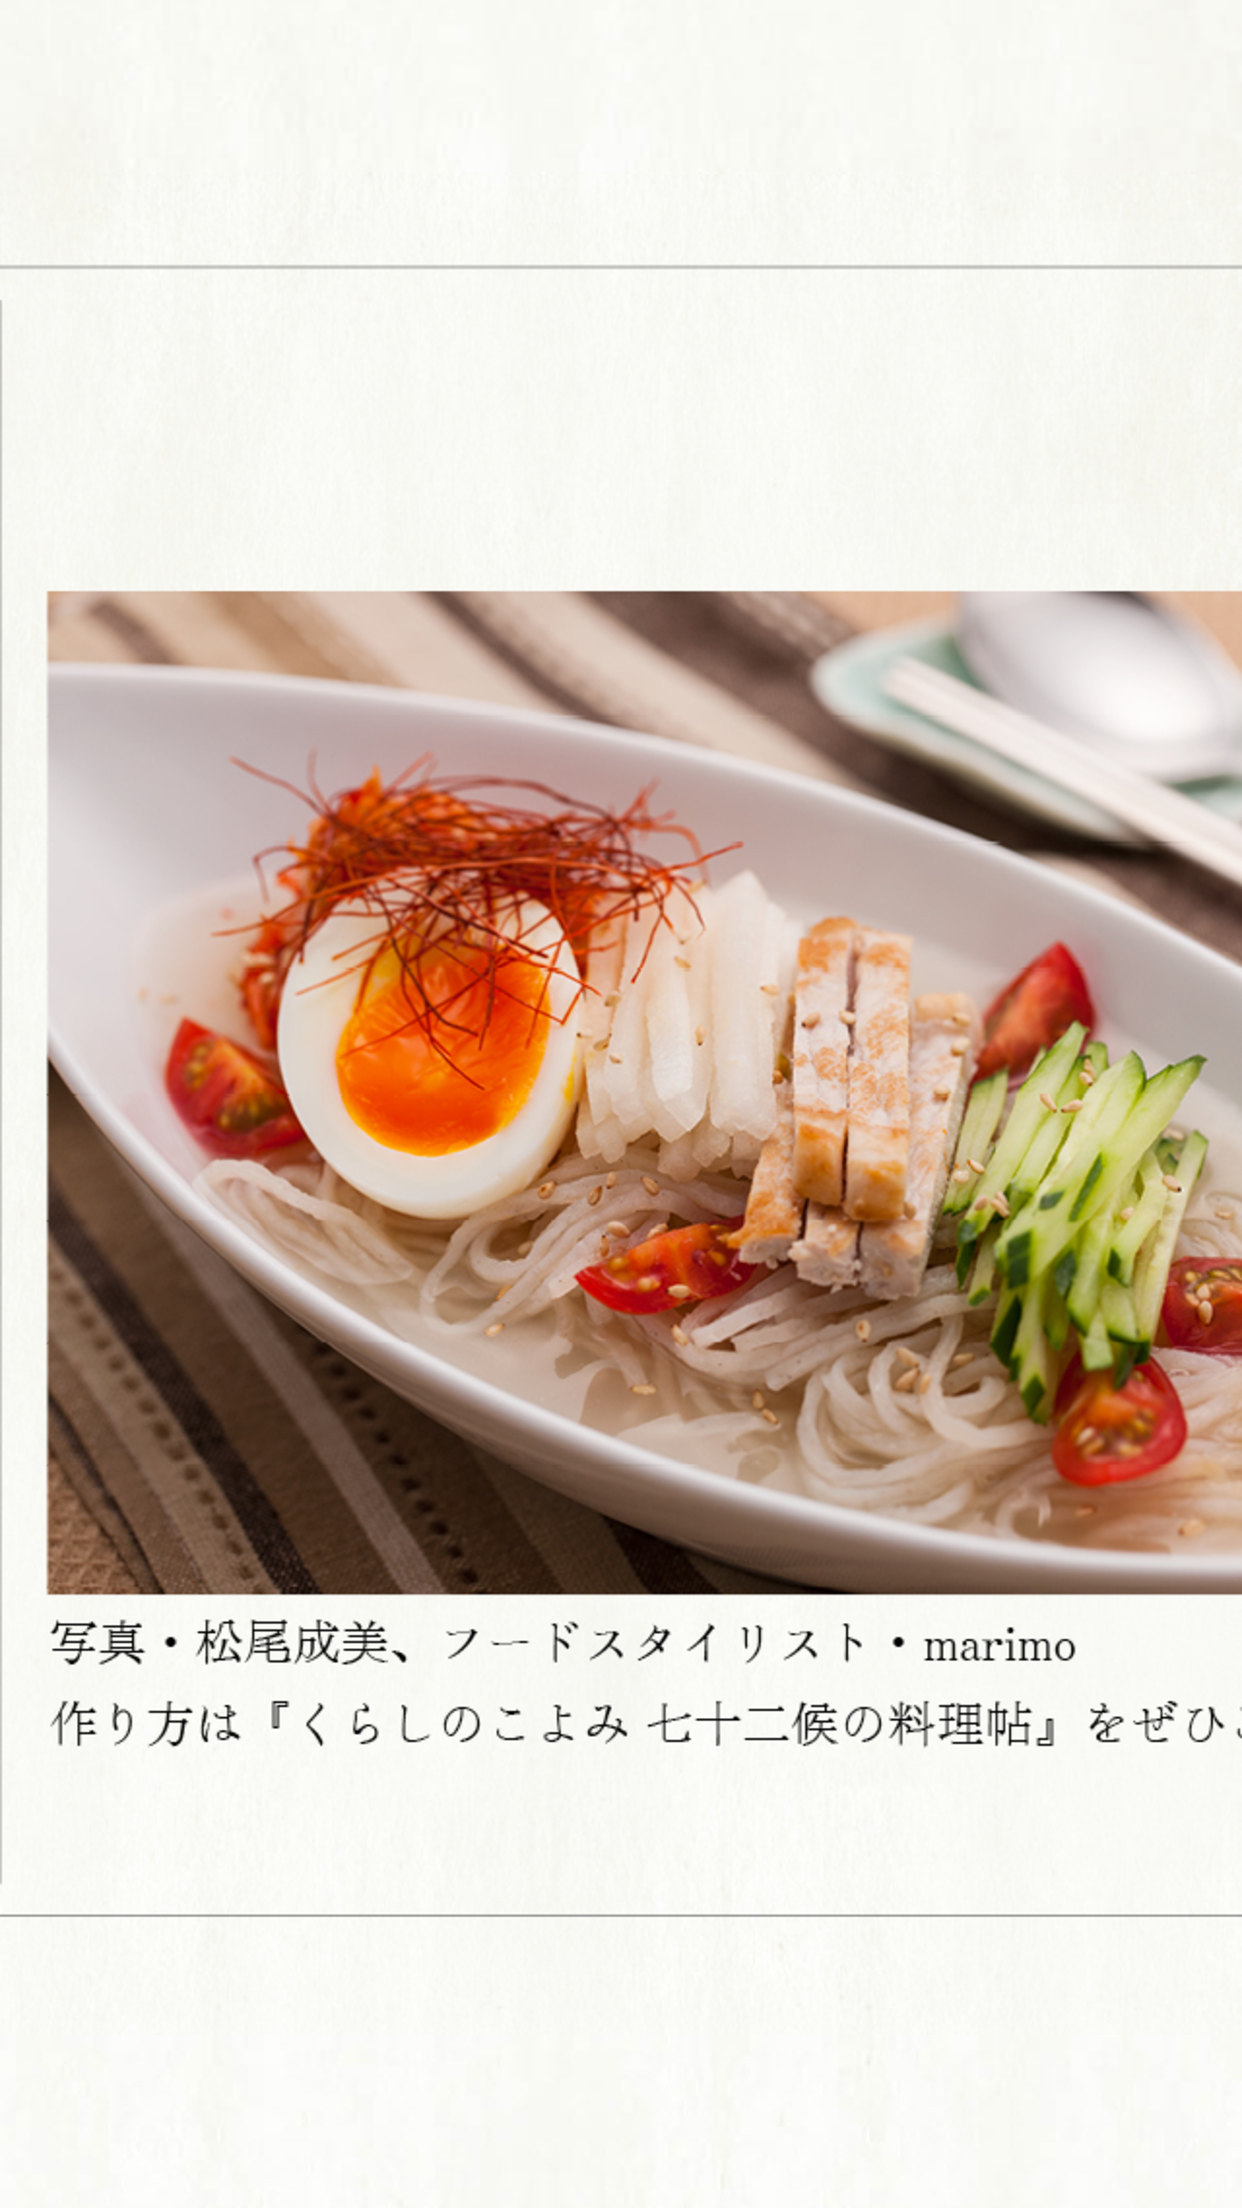 写真・松尾成美、フードスタイリスト・marimo
作り方は『くらしのこよみ 七十二候の料理帖』をぜひ